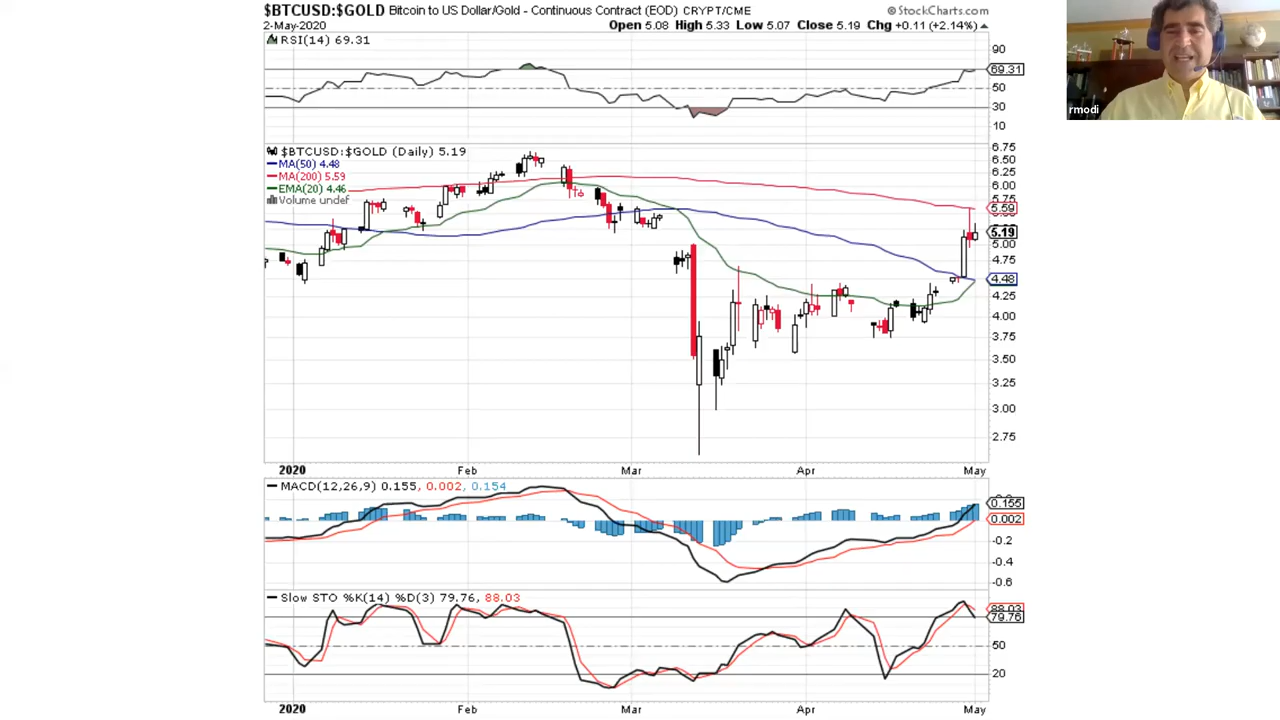 $BTCUSD:$GOLD Bitcoin to US Dollar/Gold - Continuous Contract (EOD) CRYPT/CME
© StockCharts.com
2-May-2020
Open 5.08 High 5.33 Low 5.07 Close 5.19 Chg +0.11 (+2.14%)
RSI(14) 69.31
90
69.31
50
30
10
rmodi
$BTCUSD:$GOLD (Daily) 5.19
MA(50) 4.48
MA(200) 5.59
EMA(20) 4.46
Volume undef
6.75
6.50
6.25
6.00
5.75
5.59
5.19
5.00
4.75
4.48
4.25
4.00
3.75
3.50
3.25
3.00
2.75
2020 Feb Mar Apr May
MACD(12,26,9) 0.155, 0.002, 0.154
0.155
0.002
-0.2
-0.4
-0.6
Slow STO %K(14) %D(3) 79.76, 88.03
88.03
79.76
50
20
2020 Feb Mar Apr May